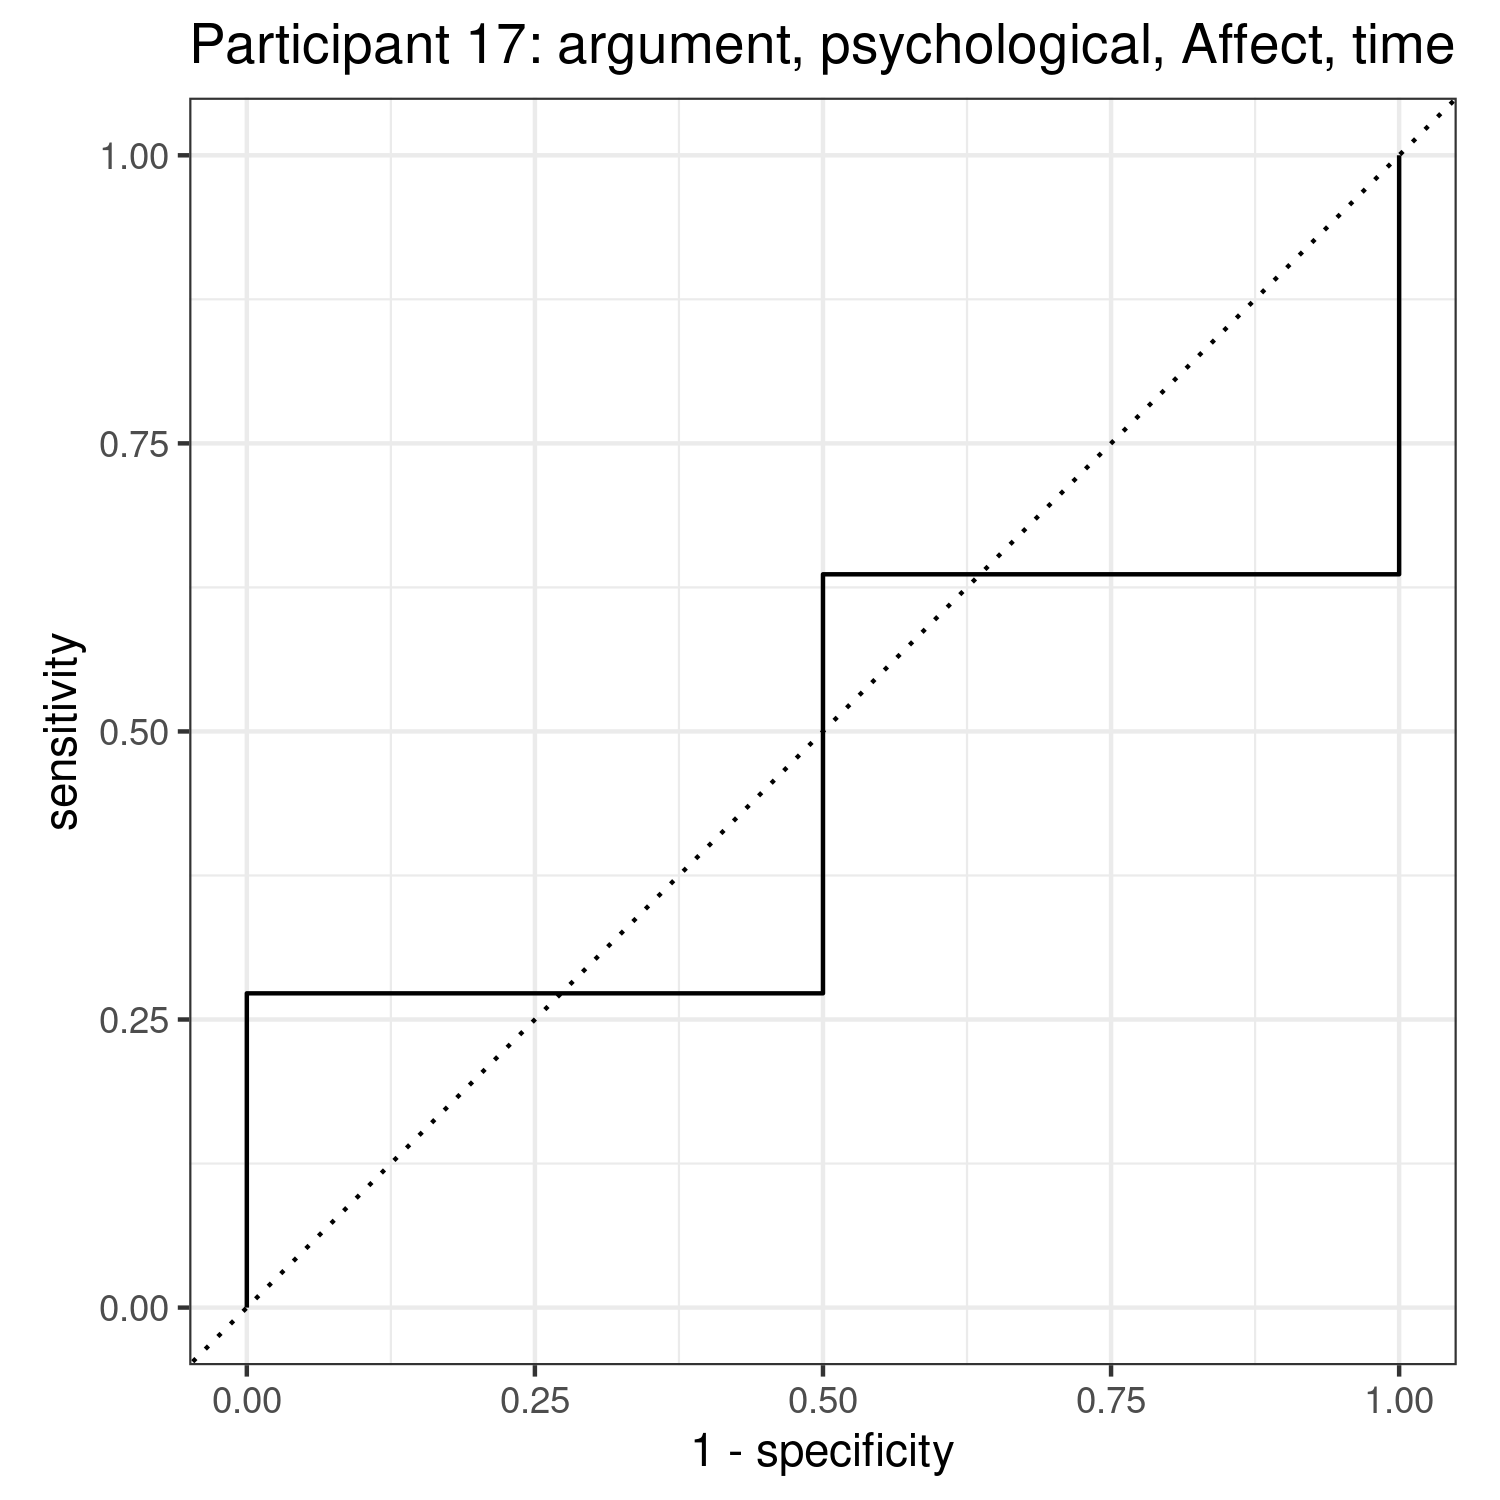 Participant 17: argument, psychological, Affect, time
1.00
0.75
0.50
0.25
0.00
sensitivity
0.00 0.25 0.50 0.75 1.00
1 - specificity